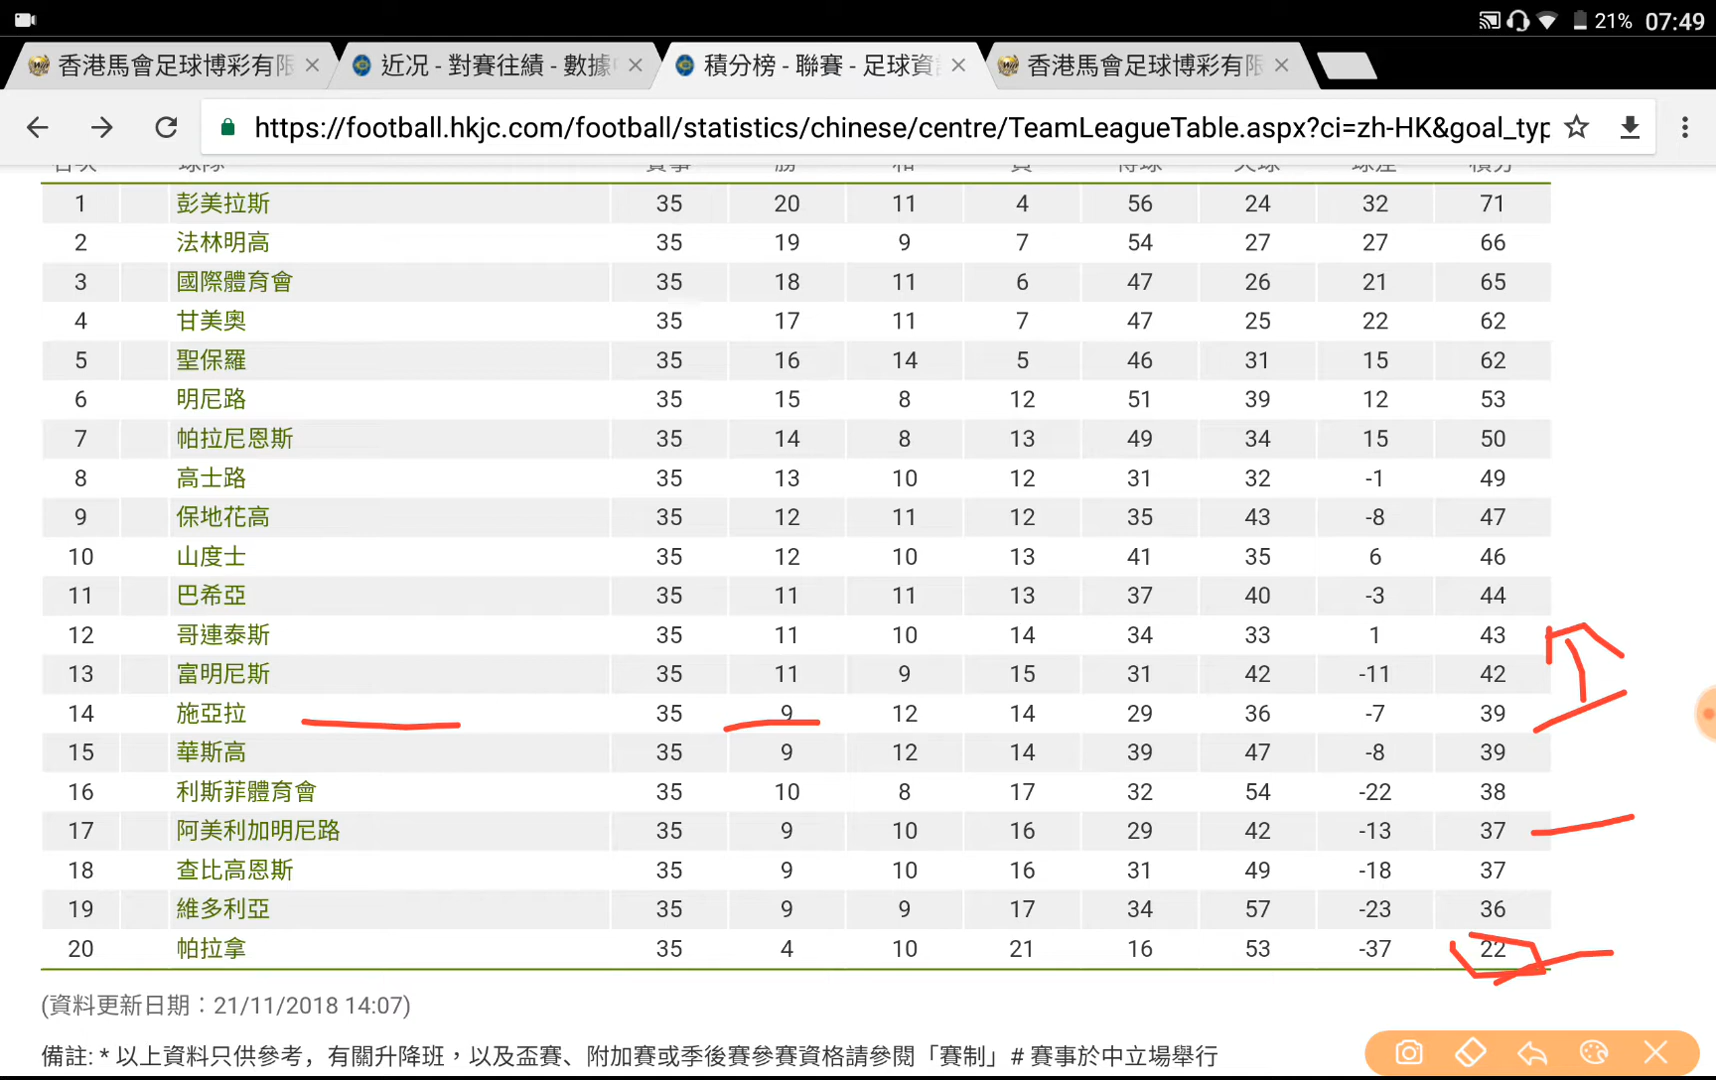 21% 07:49
香港馬會足球博彩有限 近況 - 對賽往績 - 數據 積分榜 - 聯賽 - 足球資 香港馬會足球博彩有限
https://football.hkjc.com/football/statistics/chinese/centre/TeamLeagueTable.aspx?ci=zh-HK&goal_typ
名次 球隊 賽事 勝 和 負 得球 失球 球差 積分
1 彭美拉斯 35 20 11 4 56 24 32 71
2 法林明高 35 19 9 7 54 27 27 66
3 國際體育會 35 18 11 6 47 26 21 65
4 甘美奧 35 17 11 7 47 25 22 62
5 聖保羅 35 16 14 5 46 31 15 62
6 明尼路 35 15 8 12 51 39 12 53
7 帕拉尼恩斯 35 14 8 13 49 34 15 50
8 高士路 35 13 10 12 31 32 -1 49
9 保地花高 35 12 11 12 35 43 -8 47
10 山度士 35 12 10 13 41 35 6 46
11 巴希亞 35 11 11 13 37 40 -3 44
12 哥連泰斯 35 11 10 14 34 33 1 43
13 富明尼斯 35 11 9 15 31 42 -11 42
14 施亞拉 35 9 12 14 29 36 -7 39
15 華斯高 35 9 12 14 39 47 -8 39
16 利斯菲體育會 35 10 8 17 32 54 -22 38
17 阿美利加明尼路 35 9 10 16 29 42 -13 37
18 查比高恩斯 35 9 10 16 31 49 -18 37
19 維多利亞 35 9 9 17 34 57 -23 36
20 帕拉拿 35 4 10 21 16 53 -37 22
(資料更新日期：21/11/2018 14:07)
備註: * 以上資料只供參考，有關升降班，以及盃賽、附加賽或季後賽參賽資格請參閱「賽制」# 賽事於中立場舉行